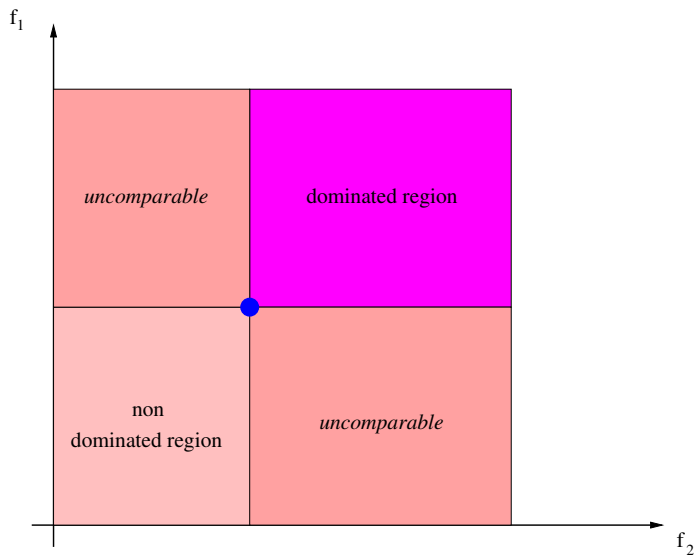 f1
uncomparable
dominated region
non
dominated region
uncomparable
f2